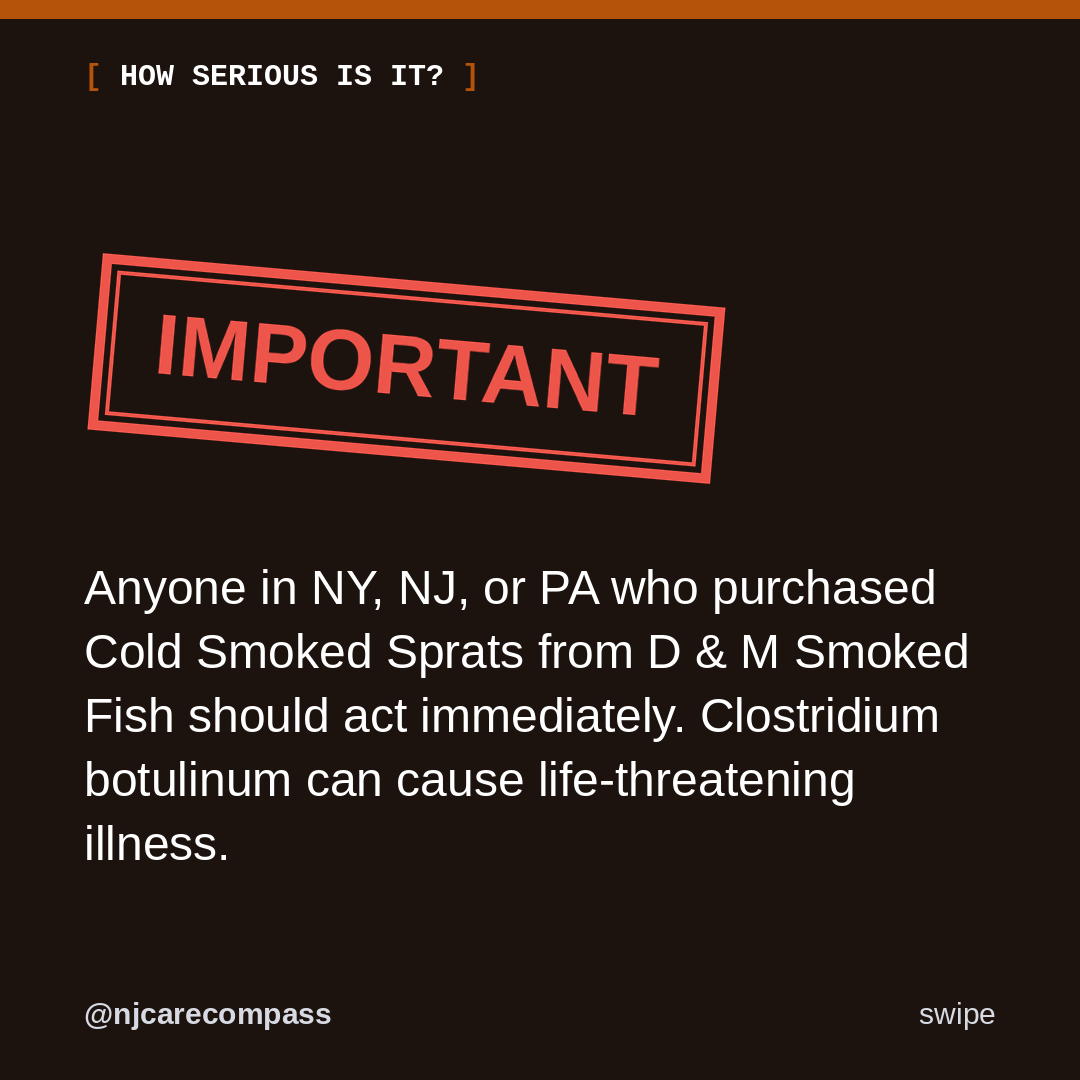 [ HOW SERIOUS IS IT? ]
IMPORTANT
Anyone in NY, NJ, or PA who purchased
Cold Smoked Sprats from D & M Smoked
Fish should act immediately. Clostridium
botulinum can cause life-threatening
illness.
@njcarecompass
swipe